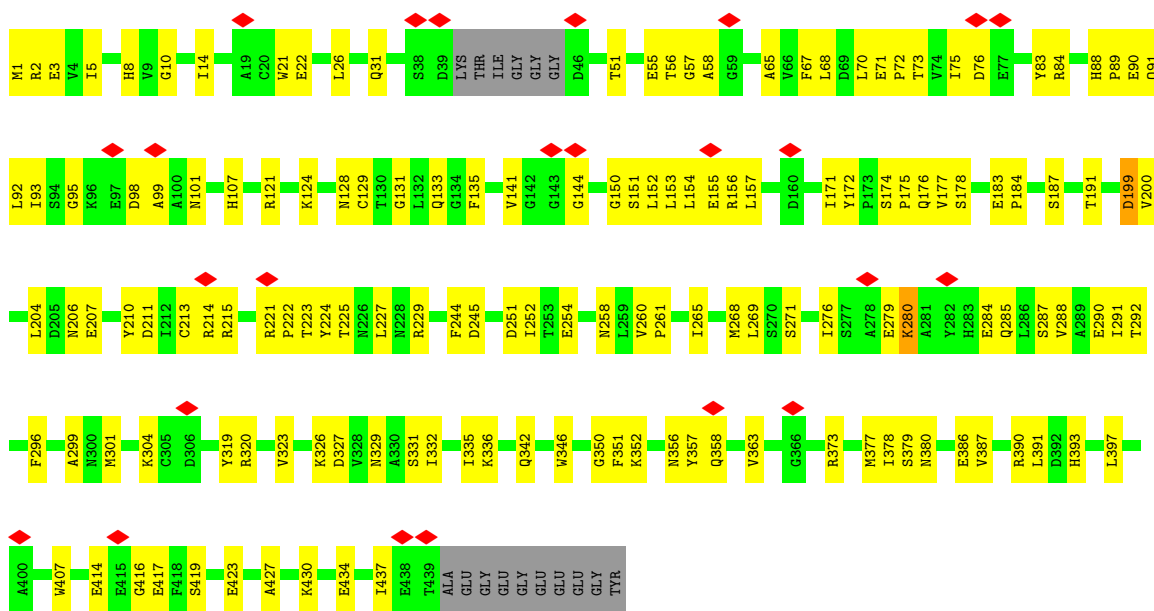 M1 R2 E3 V4 I5 H8 V9 G10 I14 A19 C20 W21 E22 L26 Q31 S38 D39 LYS THR ILE GLY GLY GLY D46 T51 E55 T56 G57 A58 G59 A65 V66 F67 L68 D69 L70 E71 P72 T73 V74 I75 D76 E77 Y83 R84 H88 P89 E90 Q91
L92 I93 S94 G95 K96 E97 D98 A99 A100 N101 H107 R121 K124 N128 C129 T130 G131 L132 Q133 G134 F135 V141 G142 G143 G144 G150 S151 L152 L153 L154 E155 R156 L157 D160 I171 Y172 P173 S174 P175 Q176 V177 S178 E183 P184 S187 T191 D199 V200
L204 D205 N206 E207 Y210 D211 I212 C213 R214 R215 R221 P222 T223 Y224 T225 N226 L227 N228 R229 F244 D245 D251 I252 T253 E254 N258 L259 V260 P261 I265 M268 L269 S270 S271 I276 S277 A278 E279 K280 A281 Y282 H283 E284 Q285 L286 S287 V288 A289 E290 I291 T292
F296 A299 N300 M301 K304 C305 D306 Y319 R320 V323 K326 D327 V328 N329 A330 S331 I332 I335 K336 Q342 W346 G350 F351 K352 N356 Y357 Q358 V363 G366 R373 M377 I378 S379 N380 E386 V387 R390 L391 D392 H393 L397
A400 W407 E414 E415 G416 E417 F418 S419 E423 A427 K430 E434 I437 E438 T439 ALA GLU GLY GLU GLY GLU GLU GLU GLY TYR